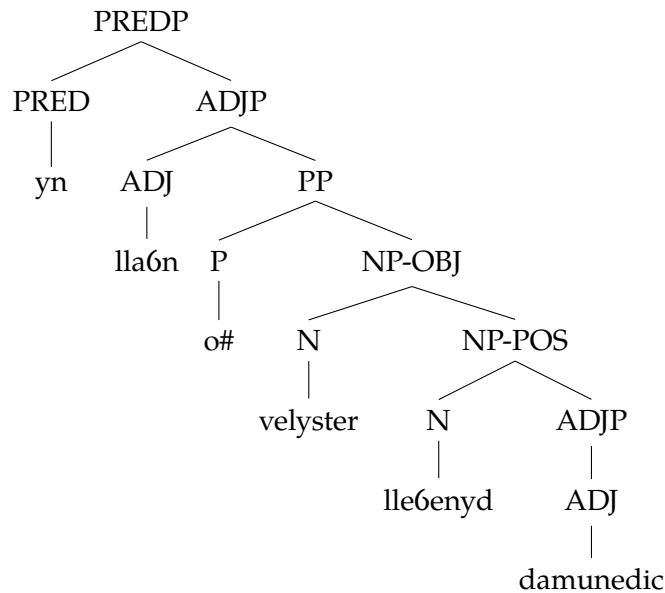 PREDP
PRED ADJP
yn ADJ PP
lla6n P NP-OBJ
o# N NP-POS
velyster N ADJP
lle6enyd ADJ
damunedic